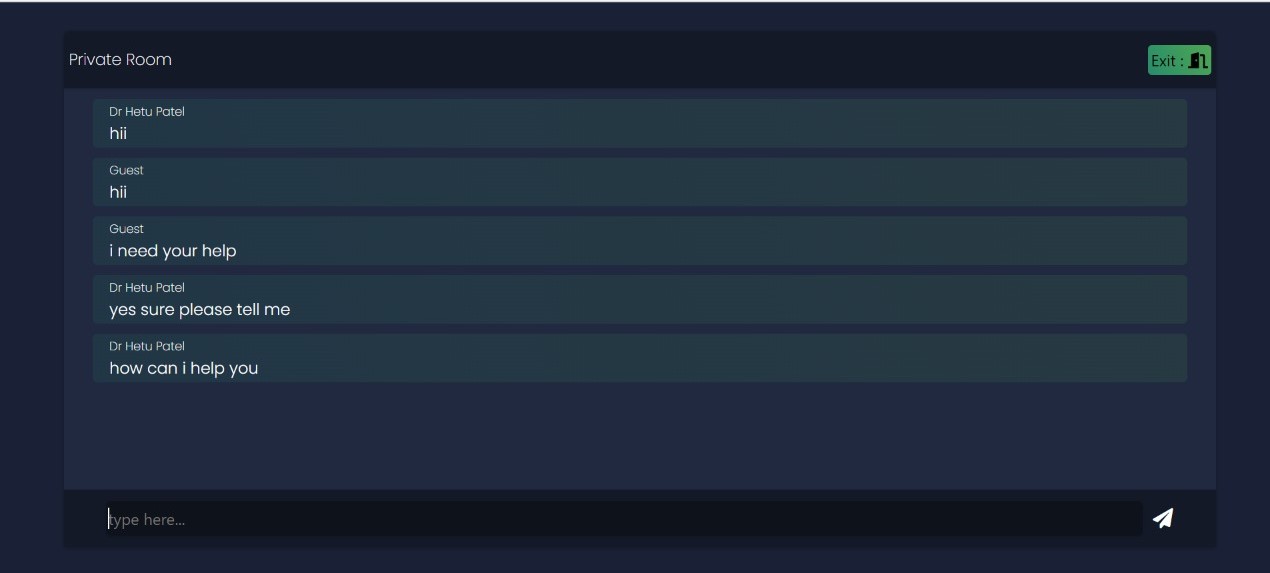 Private Room
Exit :
Dr Hetu Patel
hii
Guest
hii
Guest
i need your help
Dr Hetu Patel
yes sure please tell me
Dr Hetu Patel
how can i help you
type here...